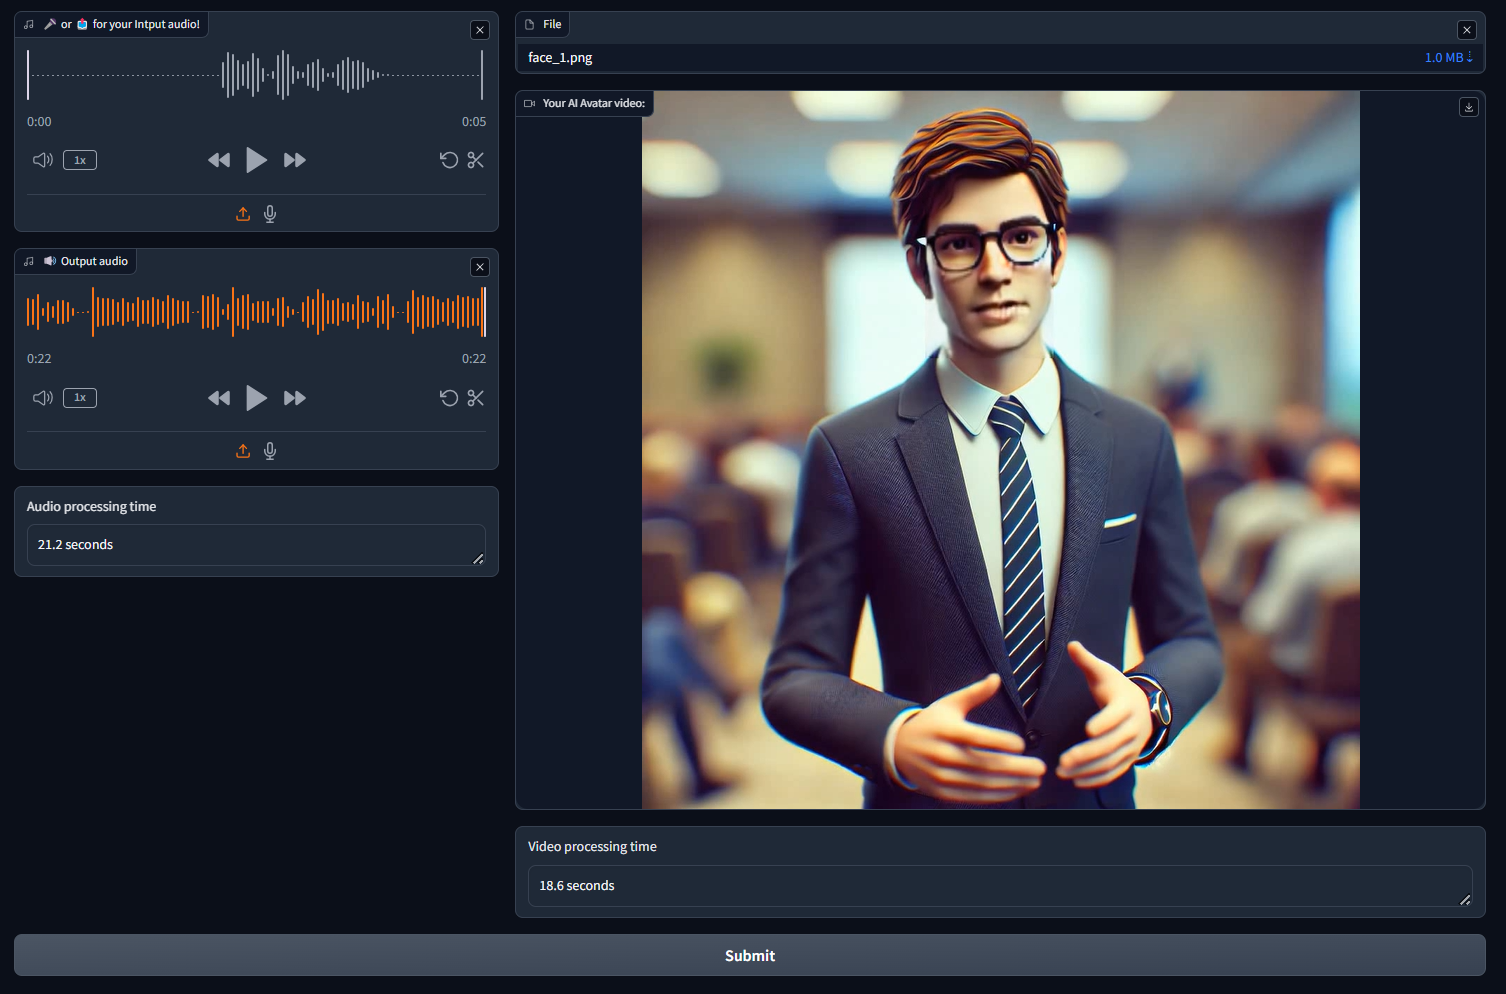 🎤 or 📩 for your Intput audio!
0:00
0:05
1x
🔊 Output audio
0:22
0:22
1x
Audio processing time
21.2 seconds
File
face_1.png
1.0 MB ↓
Your AI Avatar video:
Video processing time
18.6 seconds
Submit